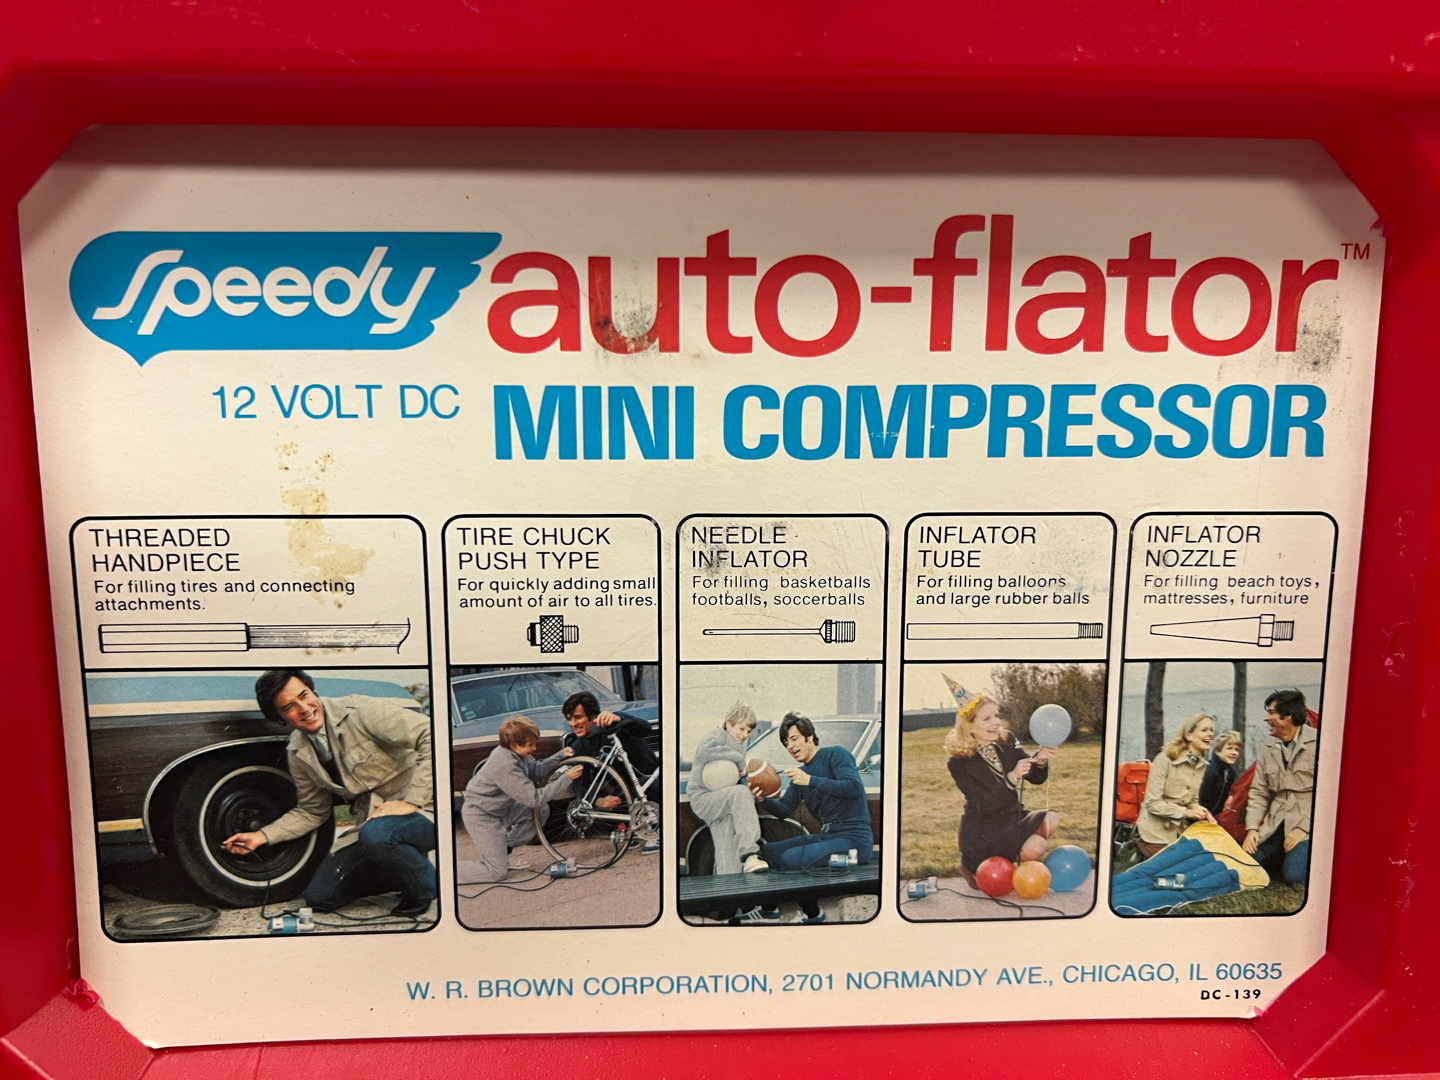 Speedy auto-flator™
12 VOLT DC MINI COMPRESSOR
THREADED
HANDPIECE
For filling tires and connecting
attachments.
TIRE CHUCK
PUSH TYPE
For quickly adding small
amount of air to all tires.
NEEDLE
INFLATOR
For filling basketballs
footballs, soccerballs
INFLATOR
TUBE
For filling balloons
and large rubber balls
INFLATOR
NOZZLE
For filling beach toys,
mattresses, furniture
W. R. BROWN CORPORATION, 2701 NORMANDY AVE., CHICAGO, IL 60635
DC-139